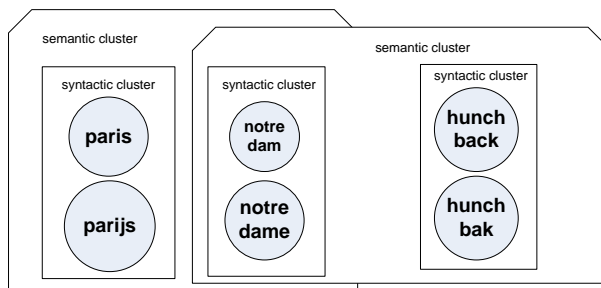 semantic cluster
semantic cluster
syntactic cluster
paris
parijs
syntactic cluster
notre
dam
notre
dame
syntactic cluster
hunch
back
hunch
bak